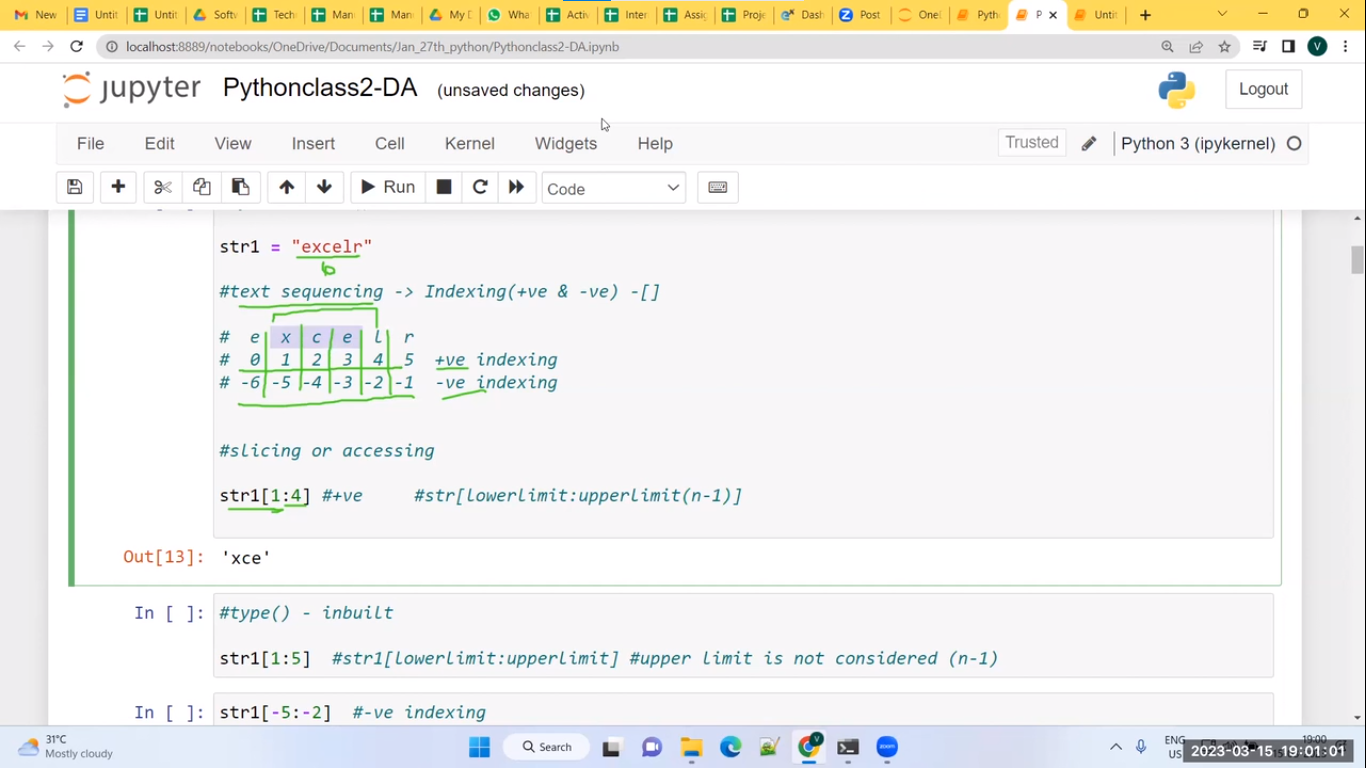 New Untit Untit Softv Tech Man Man My D Wha Activ Inter Assig Proje Dash Post OneI Pyth P Untit
localhost:8889/notebooks/OneDrive/Documents/Jan_27th_python/Pythonclass2-DA.ipynb V
jupyter Pythonclass2-DA (unsaved changes) Logout
File Edit View Insert Cell Kernel Widgets Help Trusted Python 3 (ipykernel)
Run Code
str1 = "excelr"
6
#text sequencing -> Indexing(+ve & -ve) -[]
# e x c e l r
# 0 1 2 3 4 5 +ve indexing
# -6 -5 -4 -3 -2 -1 -ve indexing
#slicing or accessing
str1[1:4] #+ve #str[lowerlimit:upperlimit(n-1)]
Out[13]: 'xce'
In [ ]: #type() - inbuilt
str1[1:5] #str1[lowerlimit:upperlimit] #upper limit is not considered (n-1)
In [ ]: str1[-5:-2] #-ve indexing
31°C
Mostly cloudy
Search
zoom
ENG
US
19:00
2023-03-15 19:01:01